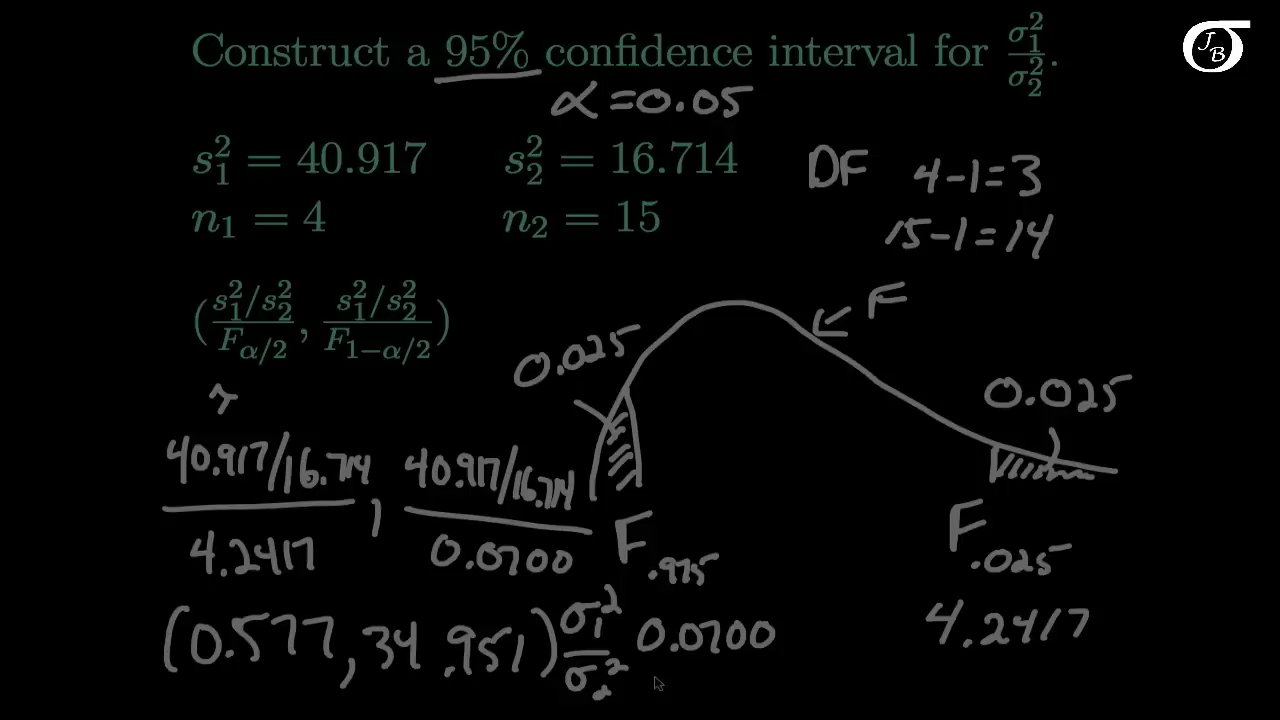 Construct a 95% confidence interval for σ₁²/σ₂².
JB
α = 0.05
s₁² = 40.917 s₂² = 16.714 DF 4-1=3
n₁ = 4 n₂ = 15 15-1=14
(s₁²/s₂² / F_{α/2}, s₁²/s₂² / F_{1−α/2})
F
0.025
0.025
40.917/16.714 / 4.2417, 40.917/16.714 / 0.0700
F.975 F.025
(0.577, 34.951) σ₁²/σ₂² 0.0700 4.2417